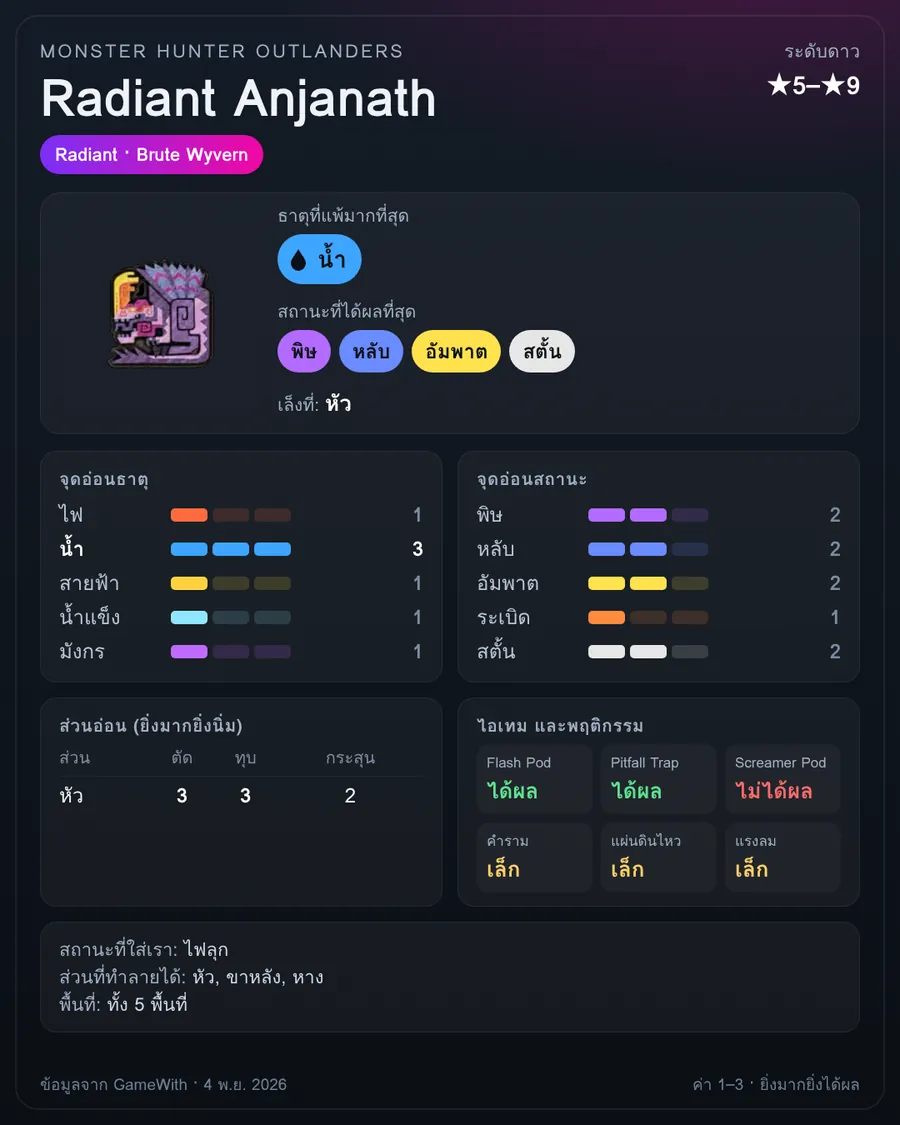 MONSTER HUNTER OUTLANDERS
ระดับดาว
Radiant Anjanath
★5–★9
Radiant · Brute Wyvern
ธาตุที่แพ้มากที่สุด
น้ำ
สถานะที่ได้ผลที่สุด
พิษ หลับ อัมพาต สตั้น
เล็งที่: หัว
จุดอ่อนธาตุ
ไฟ 1
น้ำ 3
สายฟ้า 1
น้ำแข็ง 1
มังกร 1
จุดอ่อนสถานะ
พิษ 2
หลับ 2
อัมพาต 2
ระเบิด 1
สตั้น 2
ส่วนอ่อน (ยิ่งมากยิ่งนิ่ม)
ส่วน ตัด ทุบ กระสุน
หัว 3 3 2
ไอเทม และพฤติกรรม
Flash Pod Pitfall Trap Screamer Pod
ได้ผล ได้ผล ไม่ได้ผล
คำราม แผ่นดินไหว แรงลม
เล็ก เล็ก เล็ก
สถานะที่ใส่เรา: ไฟลุก
ส่วนที่ทำลายได้: หัว, ขาหลัง, หาง
พื้นที่: ทั้ง 5 พื้นที่
ข้อมูลจาก GameWith · 4 พ.ย. 2026
ค่า 1–3 · ยิ่งมากยิ่งได้ผล